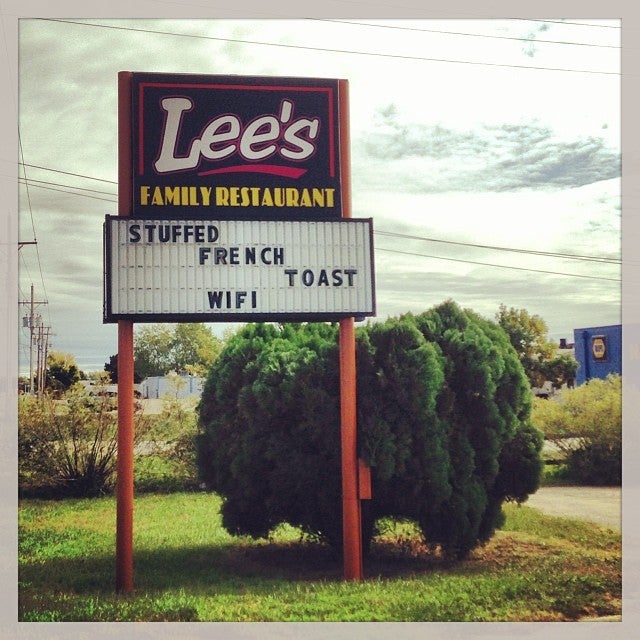 Lee's
FAMILY RESTAURANT
STUFFED
FRENCH
TOAST
WIFI